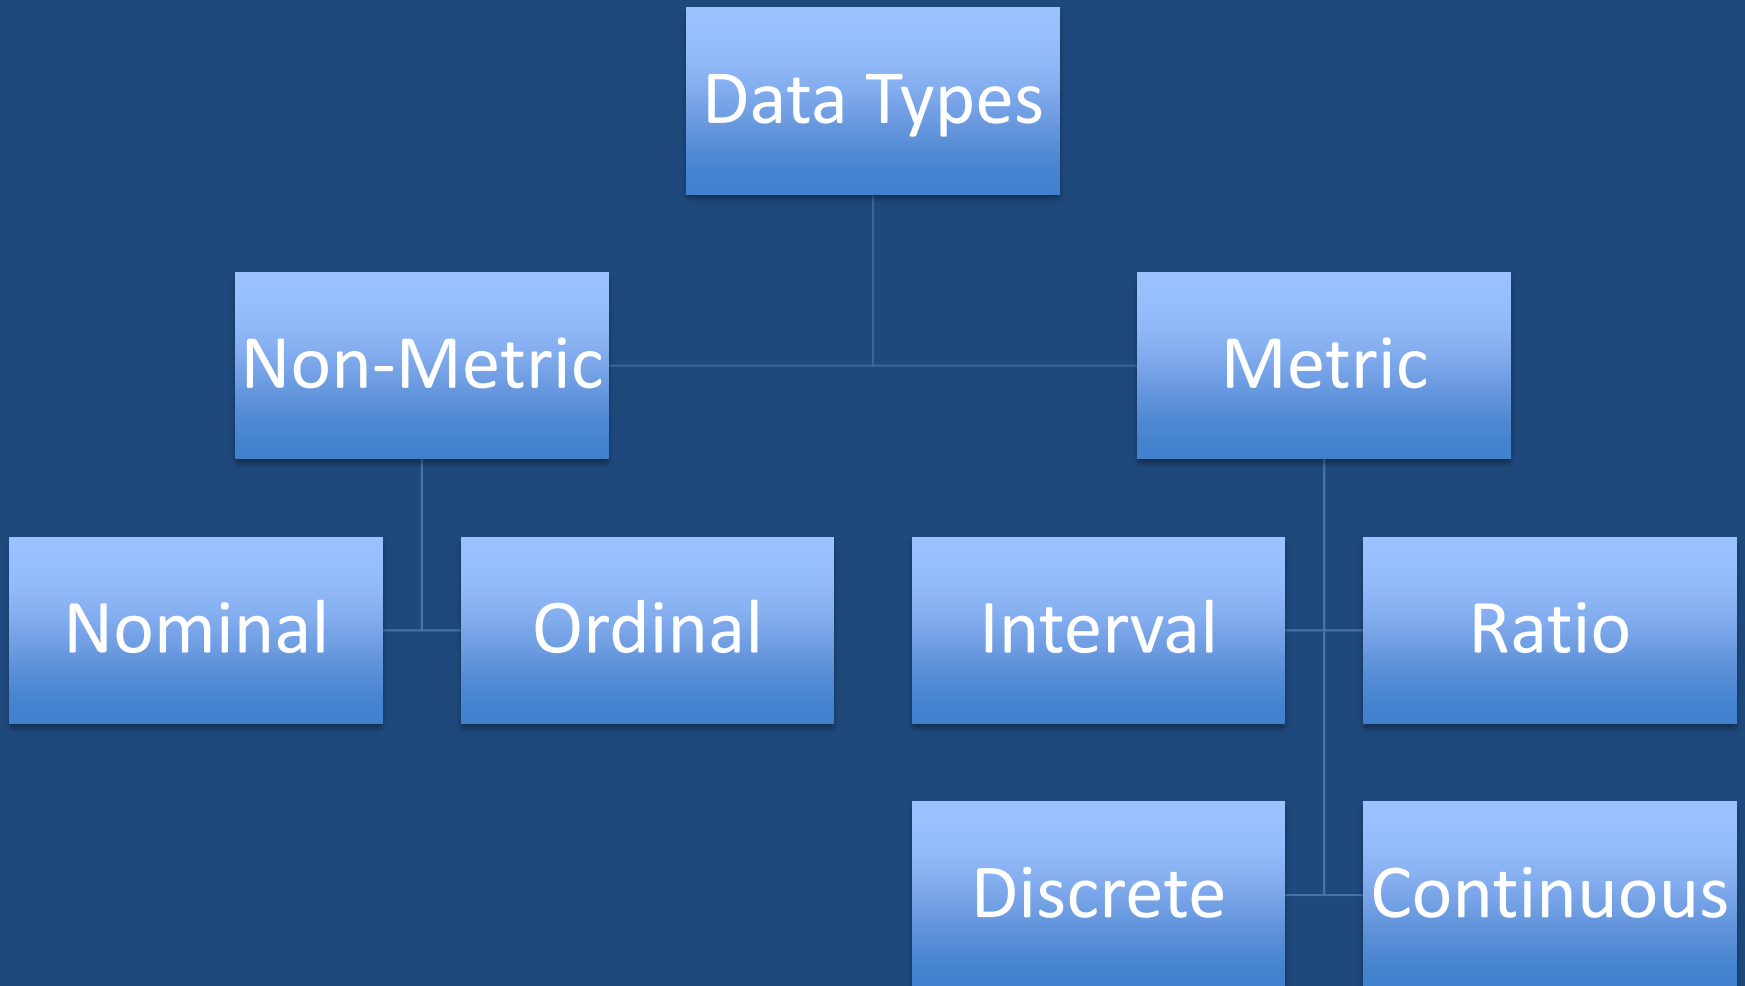 Data Types
Non-Metric
Metric
Nominal
Ordinal
Interval
Ratio
Discrete
Continuous